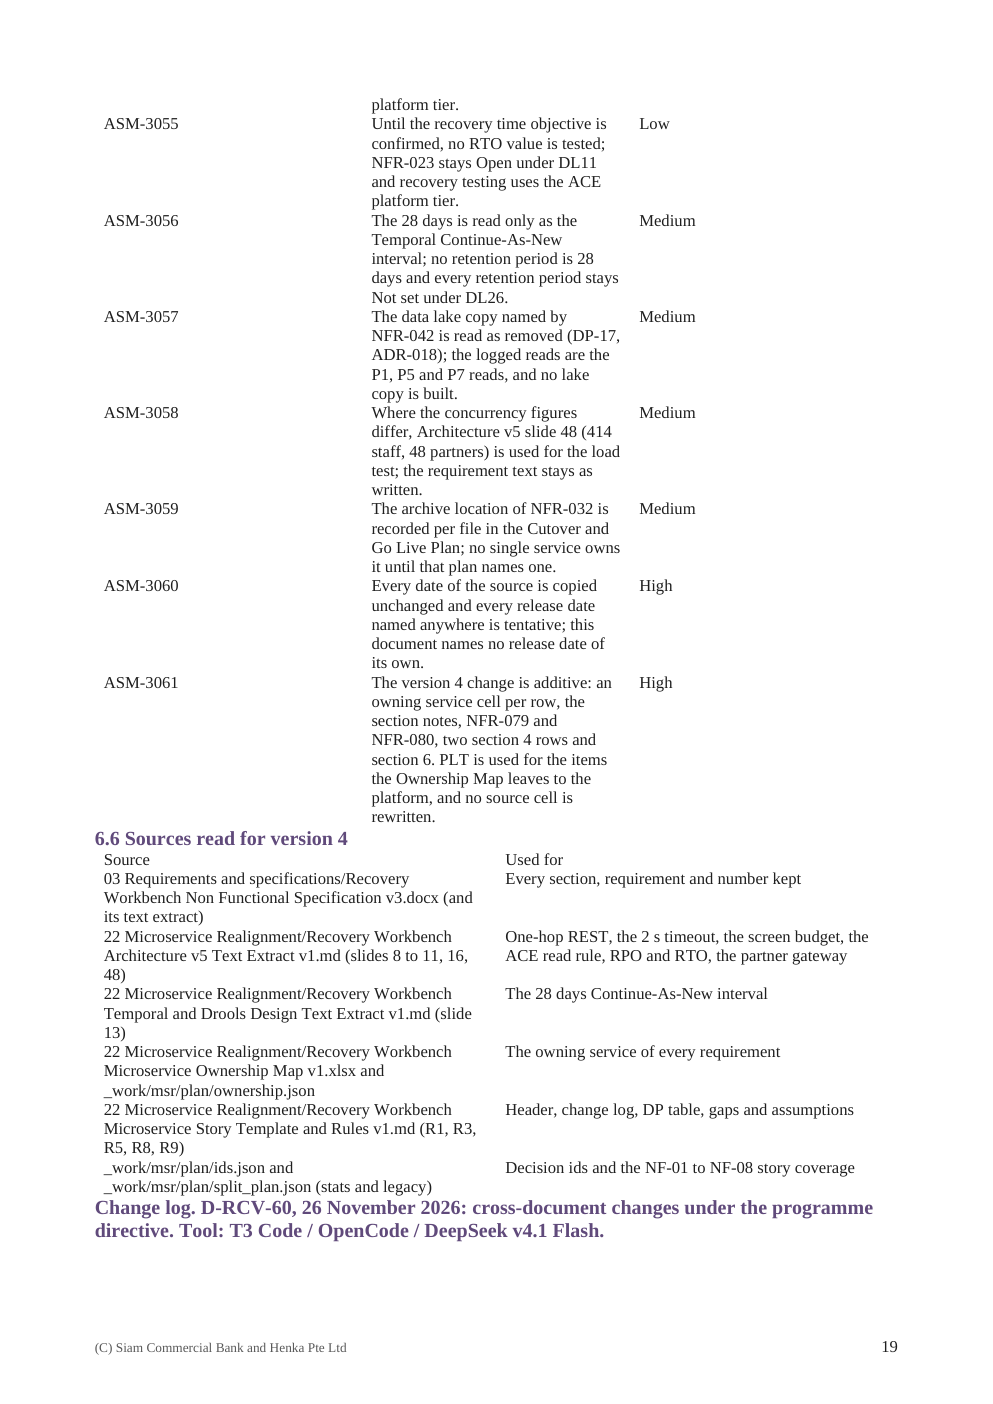 platform tier.
ASM-3055 Until the recovery time objective is Low
confirmed, no RTO value is tested;
NFR-023 stays Open under DL11
and recovery testing uses the ACE
platform tier.
ASM-3056 The 28 days is read only as the Medium
Temporal Continue-As-New
interval; no retention period is 28
days and every retention period stays
Not set under DL26.
ASM-3057 The data lake copy named by Medium
NFR-042 is read as removed (DP-17,
ADR-018); the logged reads are the
P1, P5 and P7 reads, and no lake
copy is built.
ASM-3058 Where the concurrency figures Medium
differ, Architecture v5 slide 48 (414
staff, 48 partners) is used for the load
test; the requirement text stays as
written.
ASM-3059 The archive location of NFR-032 is Medium
recorded per file in the Cutover and
Go Live Plan; no single service owns
it until that plan names one.
ASM-3060 Every date of the source is copied High
unchanged and every release date
named anywhere is tentative; this
document names no release date of
its own.
ASM-3061 The version 4 change is additive: an High
owning service cell per row, the
section notes, NFR-079 and
NFR-080, two section 4 rows and
section 6. PLT is used for the items
the Ownership Map leaves to the
platform, and no source cell is
rewritten.
6.6 Sources read for version 4
Source Used for
03 Requirements and specifications/Recovery Every section, requirement and number kept
Workbench Non Functional Specification v3.docx (and
its text extract)
22 Microservice Realignment/Recovery Workbench One-hop REST, the 2 s timeout, the screen budget, the
Architecture v5 Text Extract v1.md (slides 8 to 11, 16, ACE read rule, RPO and RTO, the partner gateway
48)
22 Microservice Realignment/Recovery Workbench The 28 days Continue-As-New interval
Temporal and Drools Design Text Extract v1.md (slide
13)
22 Microservice Realignment/Recovery Workbench The owning service of every requirement
Microservice Ownership Map v1.xlsx and
_work/msr/plan/ownership.json
22 Microservice Realignment/Recovery Workbench Header, change log, DP table, gaps and assumptions
Microservice Story Template and Rules v1.md (R1, R3,
R5, R8, R9)
_work/msr/plan/ids.json and Decision ids and the NF-01 to NF-08 story coverage
_work/msr/plan/split_plan.json (stats and legacy)
Change log. D-RCV-60, 26 November 2026: cross-document changes under the programme
directive. Tool: T3 Code / OpenCode / DeepSeek v4.1 Flash.
(C) Siam Commercial Bank and Henka Pte Ltd 19